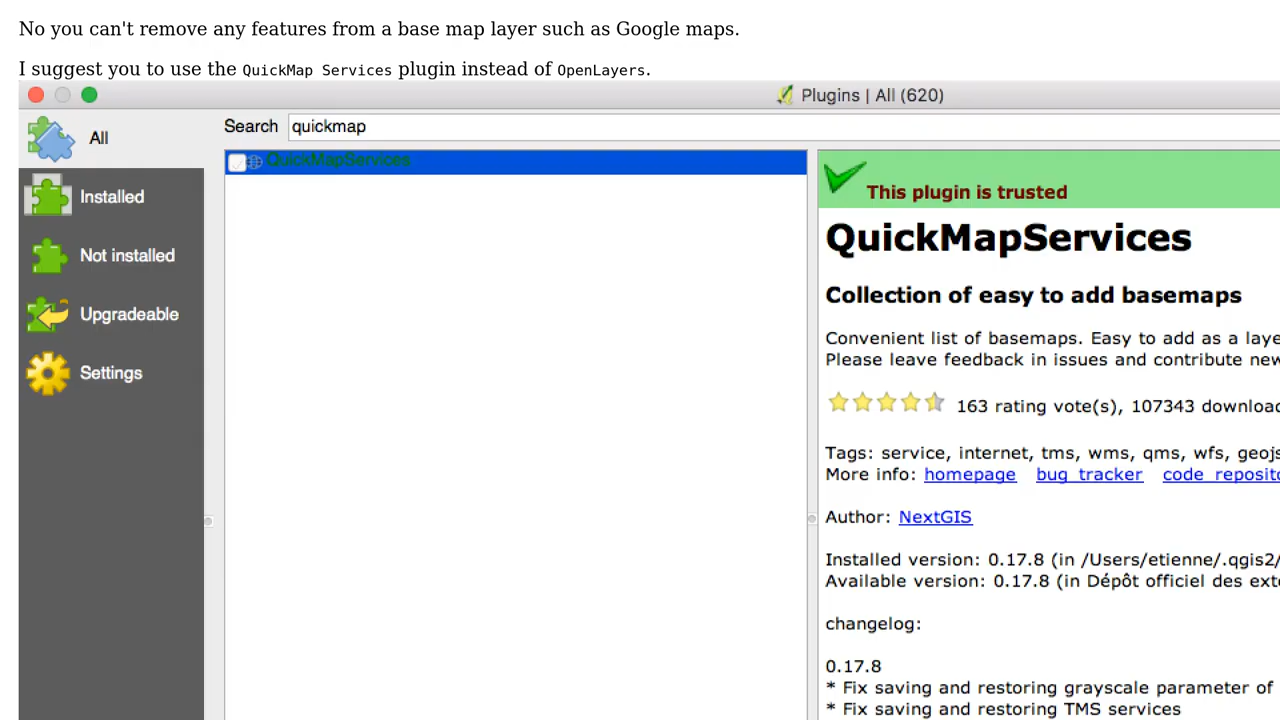 No you can't remove any features from a base map layer such as Google maps.
I suggest you to use the QuickMap Services plugin instead of OpenLayers.
Plugins | All (620)
All
Search quickmap
QuickMapServices
This plugin is trusted
Installed
QuickMapServices
Not installed
Collection of easy to add basemaps
Upgradeable
Convenient list of basemaps. Easy to add as a
Please leave feedback in issues and contribute
Settings
163 rating vote(s), 107343
Tags: service, internet, tms, wms, qms, wfs,
More info: homepage bug tracker code
Author: NextGIS
Installed version: 0.17.8 (in /Users/etienne/.qgis2/
Available version: 0.17.8 (in Dépôt officiel des
changelog:
0.17.8
* Fix saving and restoring grayscale parameter of
* Fix saving and restoring TMS services